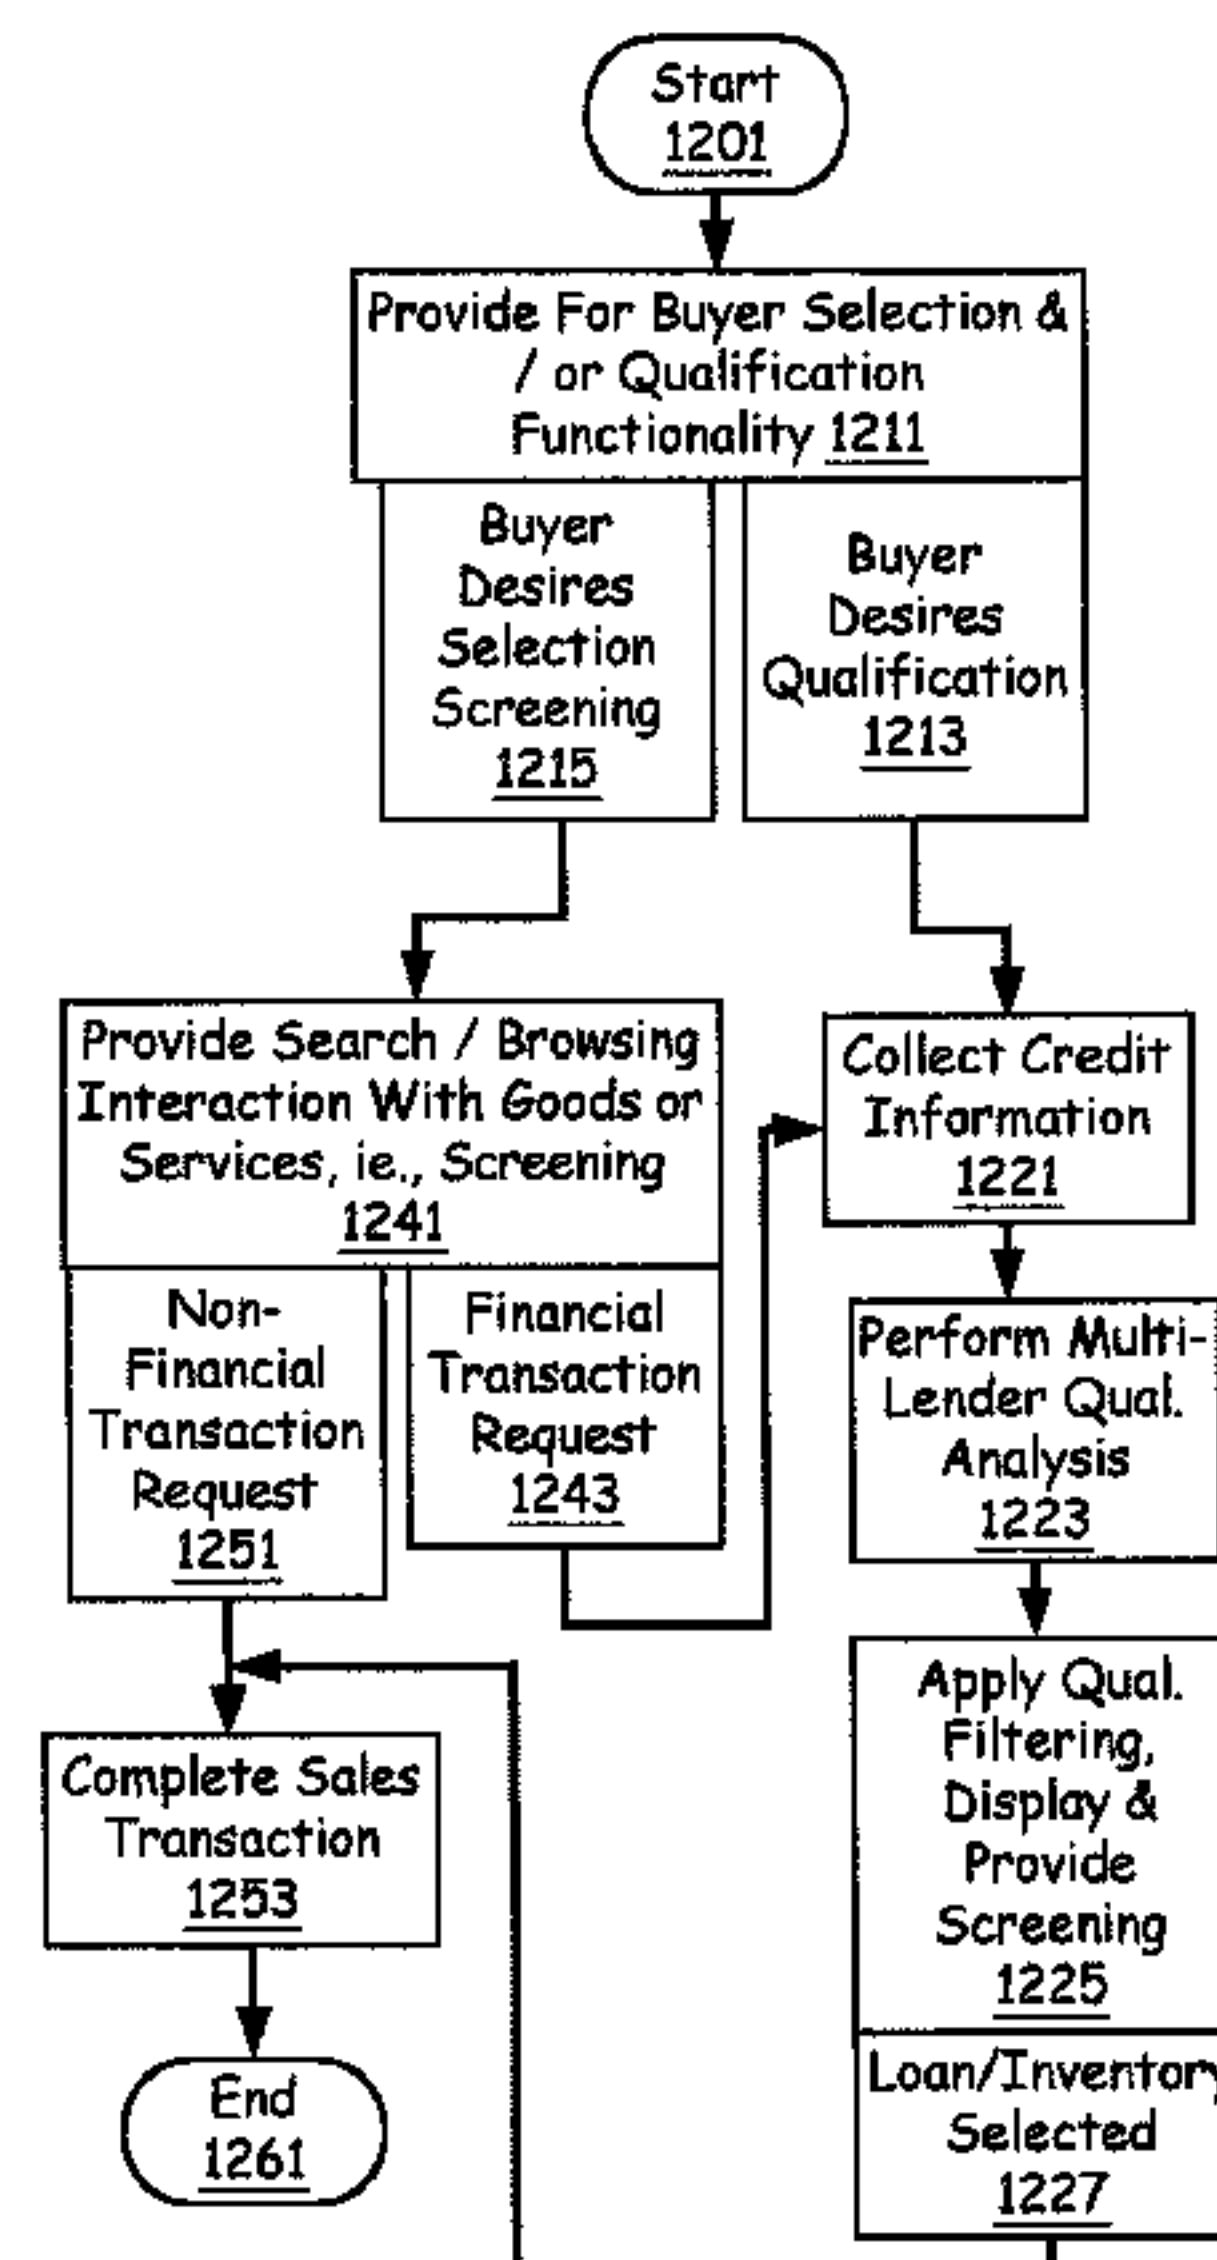 Start
1201
Provide For Buyer Selection &
/ or Qualification
Functionality 1211
Buyer
Desires
Selection
Screening
1215
Buyer
Desires
Qualification
1213
Provide Search / Browsing
Interaction With Goods or
Services, ie., Screening
1241
Non-
Financial
Transaction
Request
1251
Financial
Transaction
Request
1243
Collect Credit
Information
1221
Perform Multi-
Lender Qual.
Analysis
1223
Apply Qual.
Filtering,
Display &
Provide
Screening
1225
Loan/Inventory
Selected
1227
Complete Sales
Transaction
1253
End
1261